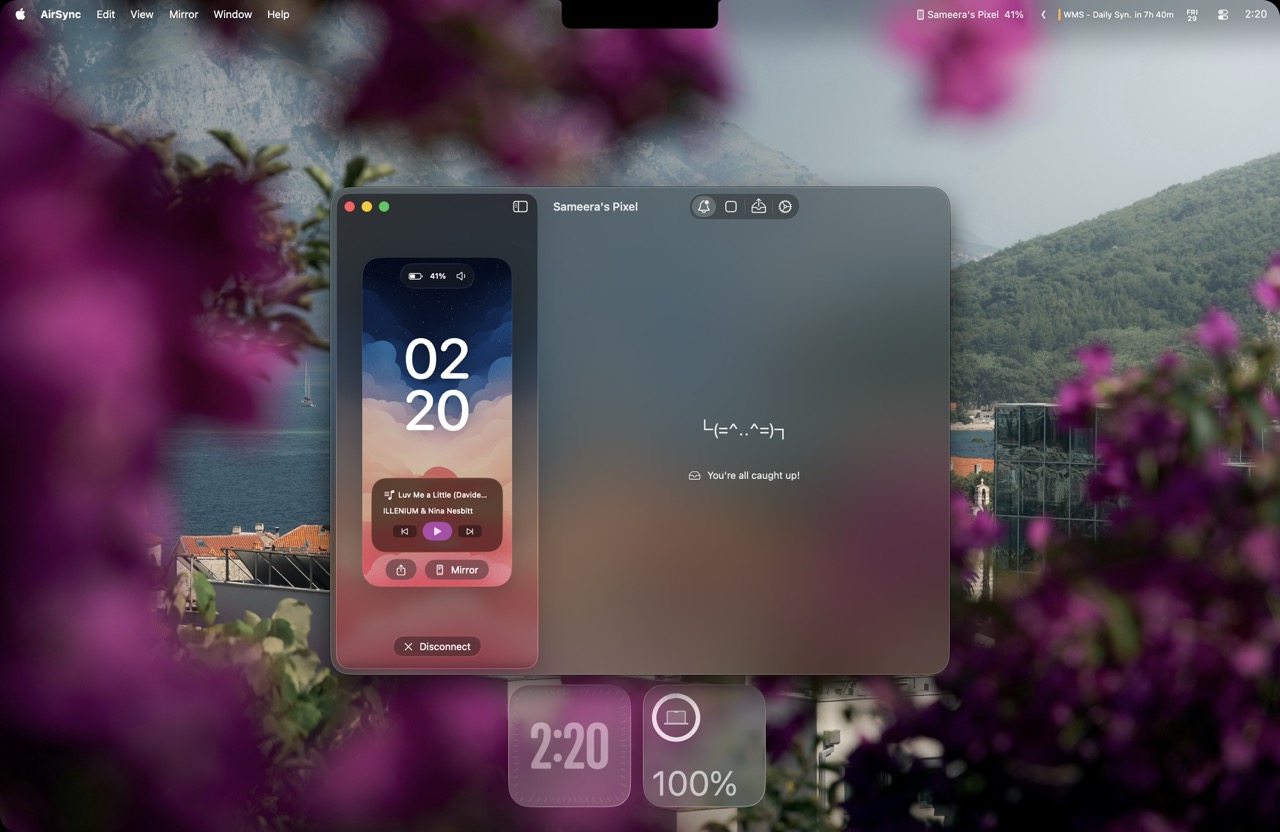 AirSync Edit View Mirror Window Help
Sameera's Pixel 41% WMS - Daily Syn. in 7h 40m FRI 29 2:20
Sameera's Pixel
41%
02
20
Luv Me a Little (Davide...
ILLENIUM & Nina Nesbitt
Mirror
Disconnect
└(=^‥^=)┐
You're all caught up!
2:20
100%